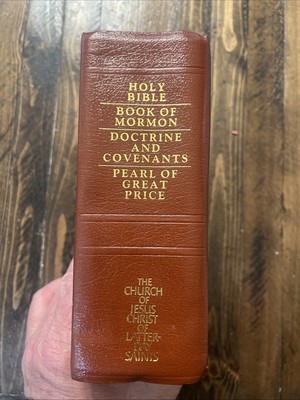 HOLY
BIBLE
BOOK OF
MORMON
DOCTRINE
AND
COVENANTS
PEARL OF
GREAT
PRICE
THE
CHURCH
OF
JESUS
CHRIST
OF
LATTER-
DAY
SAINTS